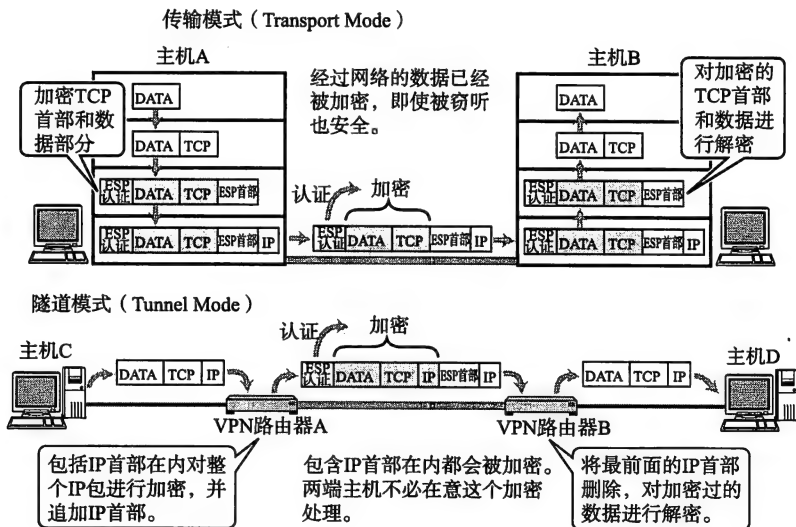 传输模式（Transport Mode）
主机A
主机B
加密TCP
首部和数
据部分
DATA
DATA TCP
ESP认证 DATA TCP ESP首部
ESP认证 DATA TCP ESP首部 IP
经过网络的数据已经
被加密，即使被窃听
也安全。
认证
加密
ESP认证 DATA TCP ESP首部 IP
DATA
DATA TCP
ESP认证 DATA TCP ESP首部
ESP认证 DATA TCP ESP首部 IP
对加密的
TCP首部
和数据进
行解密
隧道模式（Tunnel Mode）
主机C
DATA TCP IP
认证
加密
ESP认证 DATA TCP IP ESP首部 IP
DATA TCP IP
主机D
VPN路由器A
VPN路由器B
包括IP首部在内对整
个IP包进行加密，并
追加IP首部。
包含IP首部在内都会被加密。
两端主机不必在意这个加密
处理。
将最前面的IP首部
删除，对加密过的
数据进行解密。